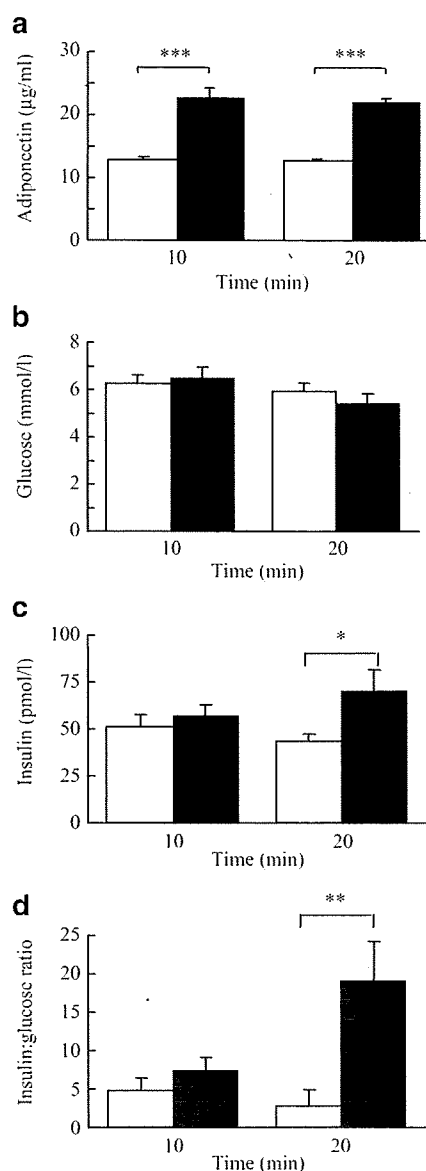 a
***
***
30
20
10
0
Adiponectin (µg/ml)
10
20
Time (min)
b
8
6
4
2
0
Glucose (mmol/l)
10
20
Time (min)
c
*
100
75
50
25
0
Insulin (pmol/l)
10
20
Time (min)
d
**
25
20
15
10
5
0
Insulin:glucose ratio
10
20
Time (min)